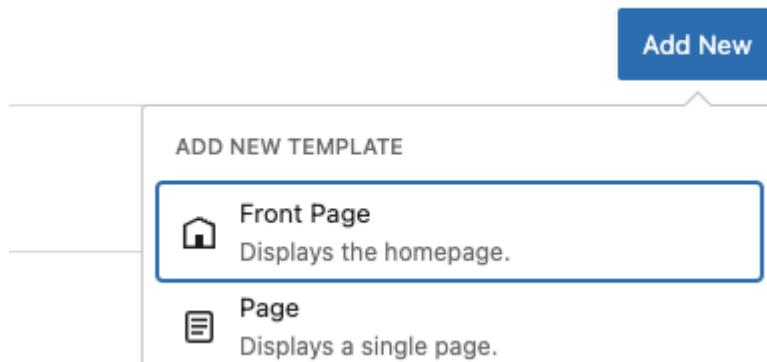 Add New
ADD NEW TEMPLATE
Front Page
Displays the homepage.
Page
Displays a single page.